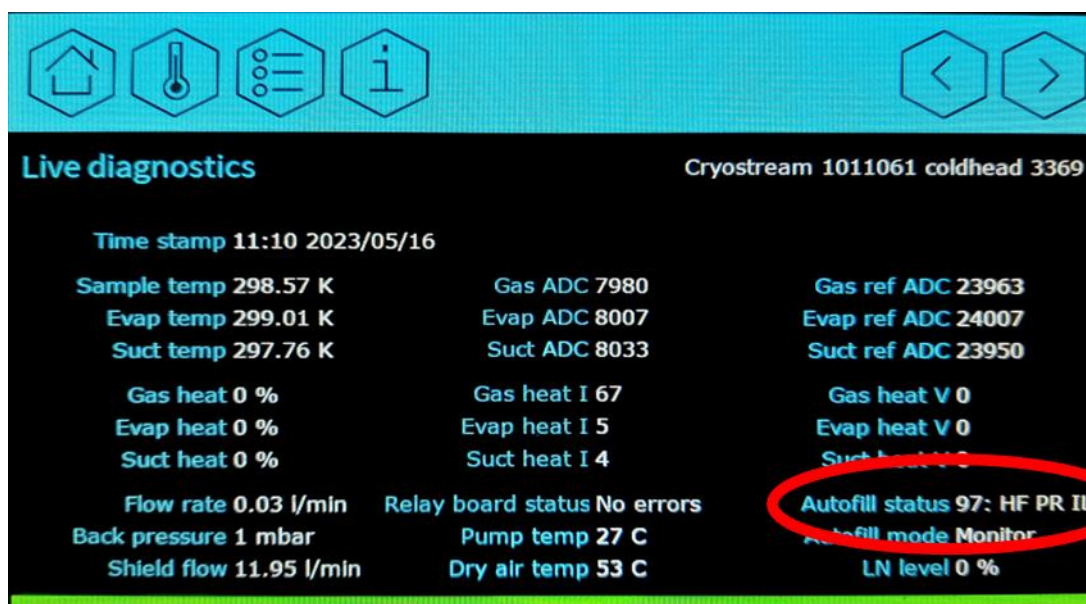 Live diagnostics
Cryostream 1011061 coldhead 3369
Time stamp 11:10 2023/05/16
Sample temp 298.57 K Gas ADC 7980 Gas ref ADC 23963
Evap temp 299.01 K Evap ADC 8007 Evap ref ADC 24007
Suct temp 297.76 K Suct ADC 8033 Suct ref ADC 23950
Gas heat 0 % Gas heat I 67 Gas heat V 0
Evap heat 0 % Evap heat I 5 Evap heat V 0
Suct heat 0 % Suct heat I 4 Suct heat V 0
Flow rate 0.03 l/min Relay board status No errors Autofill status 97: HF PR
Back pressure 1 mbar Pump temp 27 C Autofill mode Monitor
Shield flow 11.95 l/min Dry air temp 53 C LN level 0 %